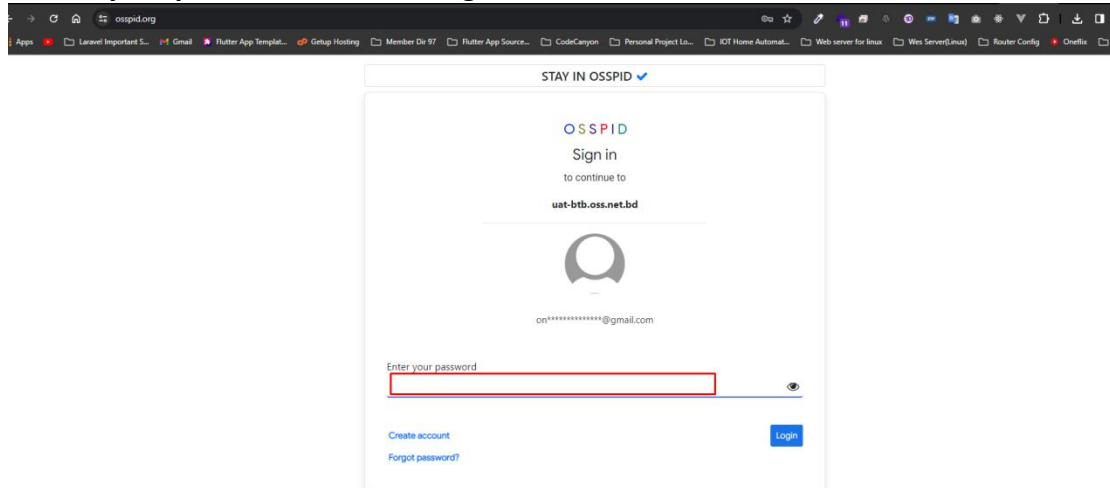 osspid.org
Apps Laravel Important S... Gmail Flutter App Templat... Getup Hosting Member Dir 97 Flutter App Source... CodeCanyon Personal Project Lo... IOT Home Automat... Web server for linux Wes Server(Linux) Router Config Oneflix
STAY IN OSSPID
OSSPID
Sign in
to continue to
uat-btb.oss.net.bd
on**************@gmail.com
Enter your password
Create account
Login
Forgot password?